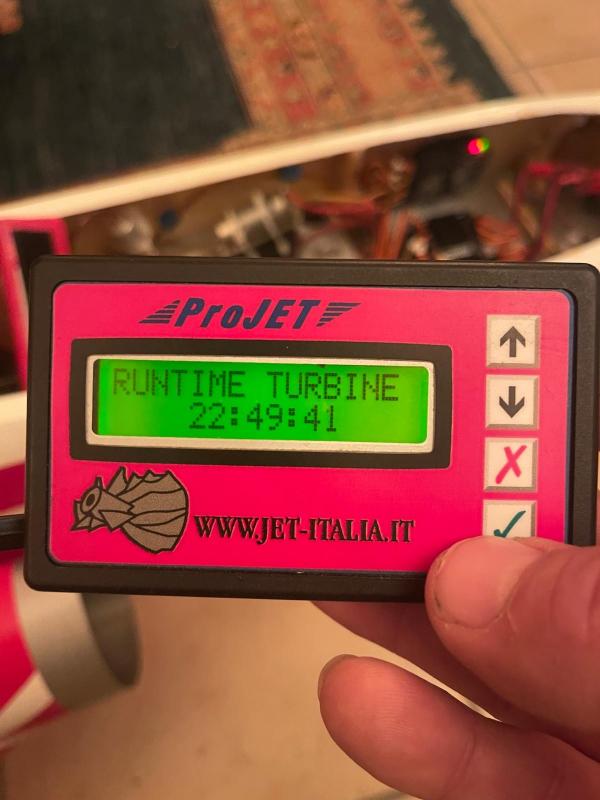 ProJET
RUNTIME TURBINE
22:49:41
WWW.JET-ITALIA.IT